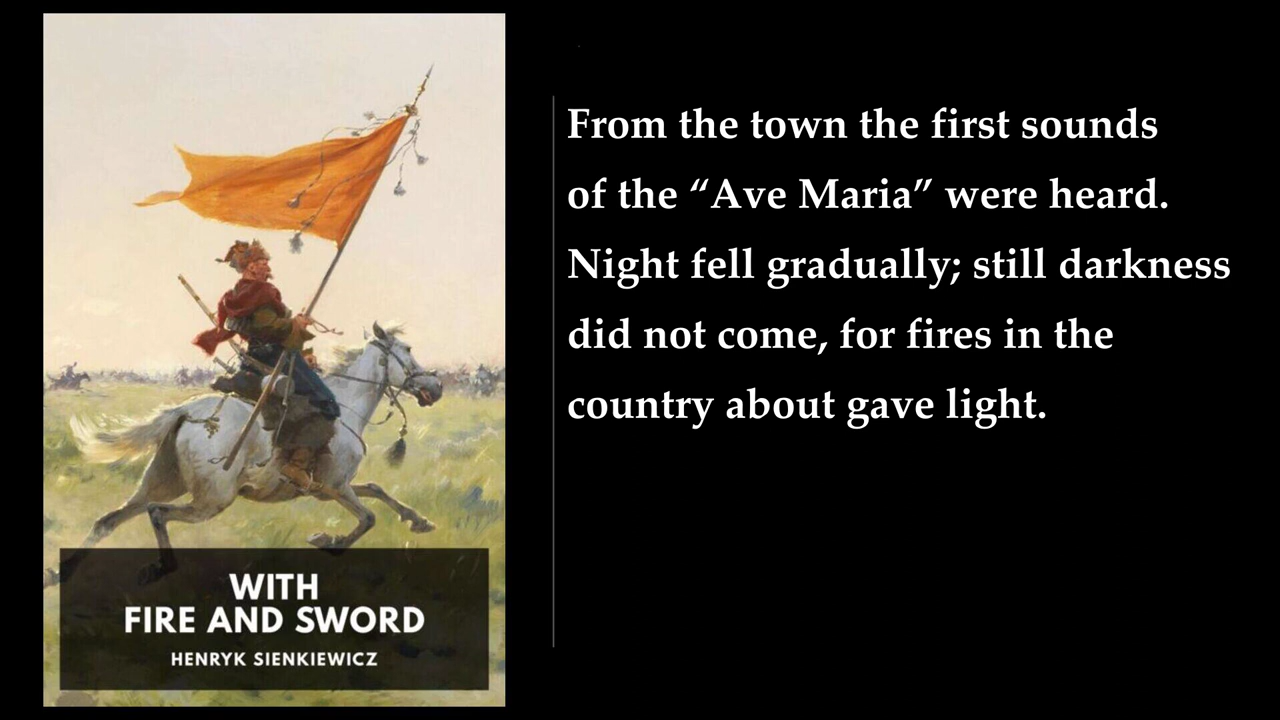 From the town the first sounds
of the “Ave Maria” were heard.
Night fell gradually; still darkness
did not come, for fires in the
country about gave light.
WITH
FIRE AND SWORD
HENRYK SIENKIEWICZ